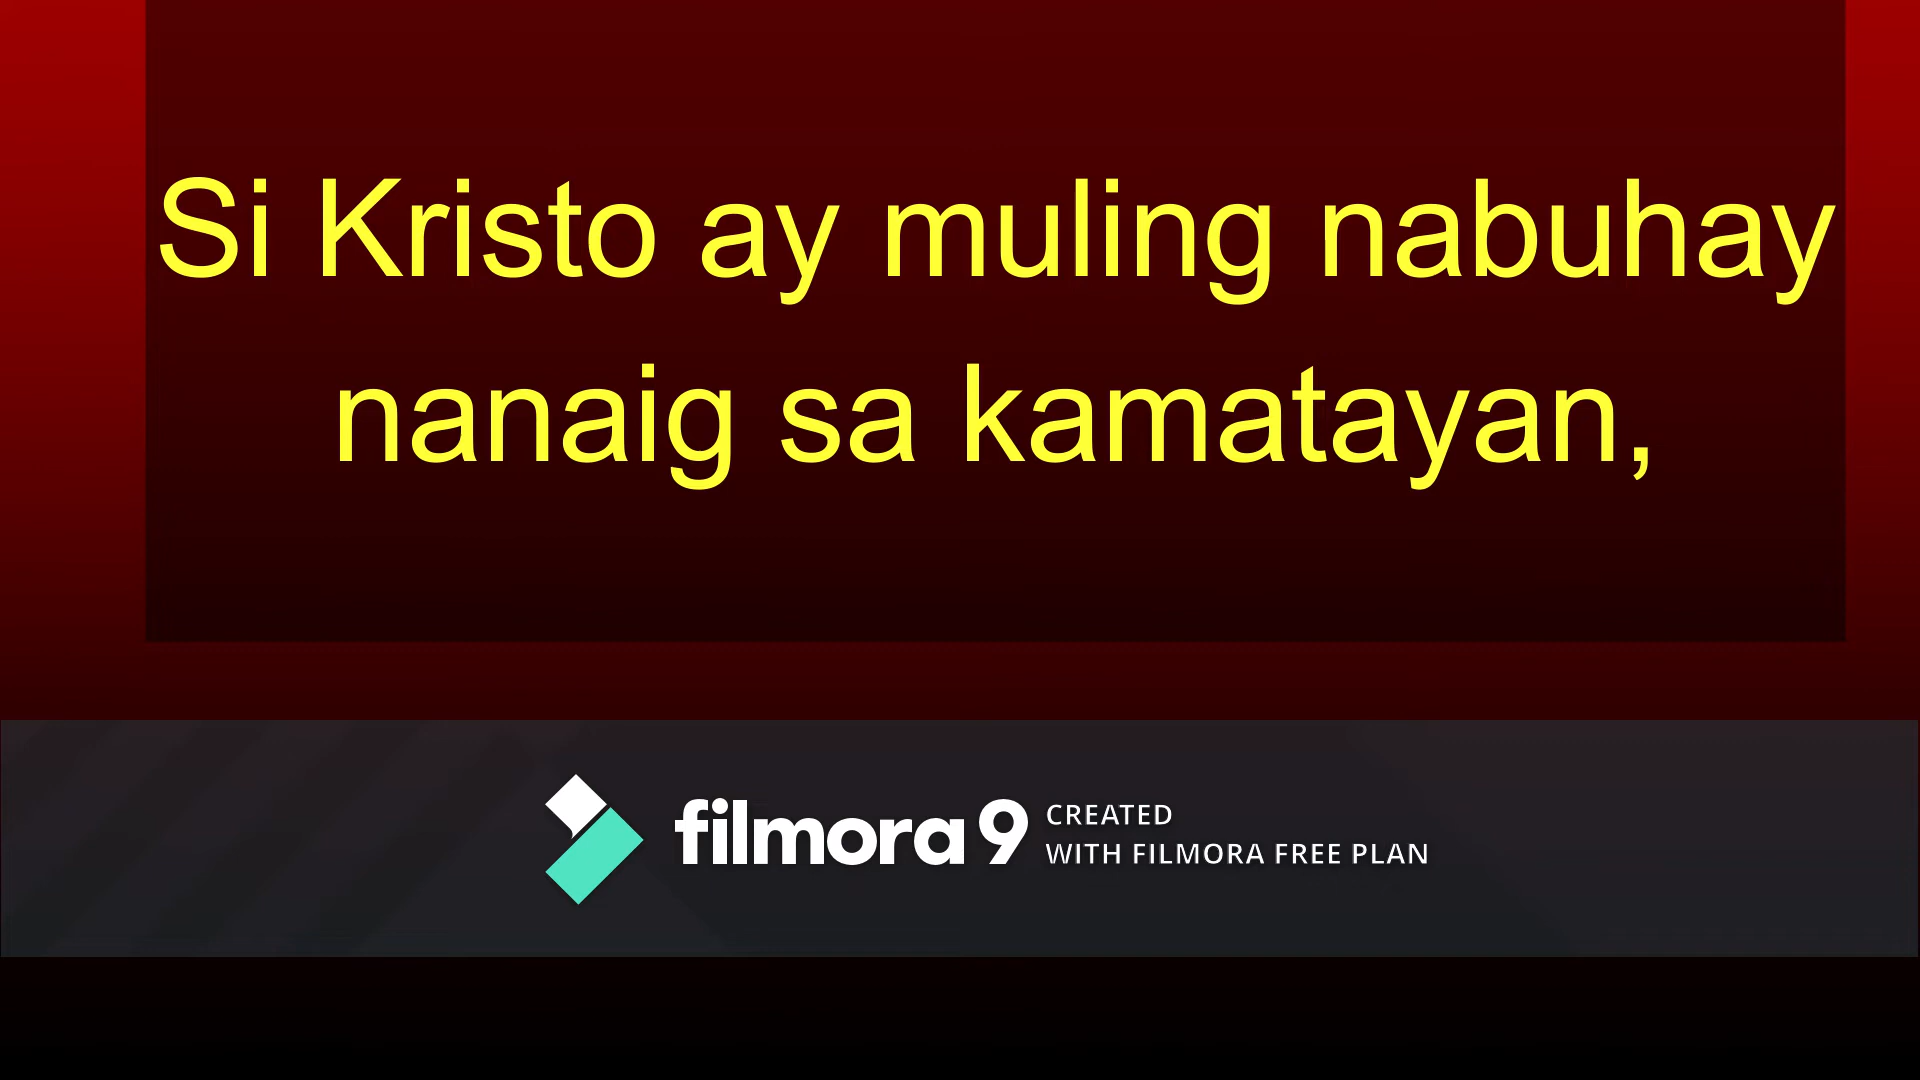 Si Kristo ay muling nabuhay
nanaig sa kamatayan,
filmora 9
CREATED
WITH FILMORA FREE PLAN